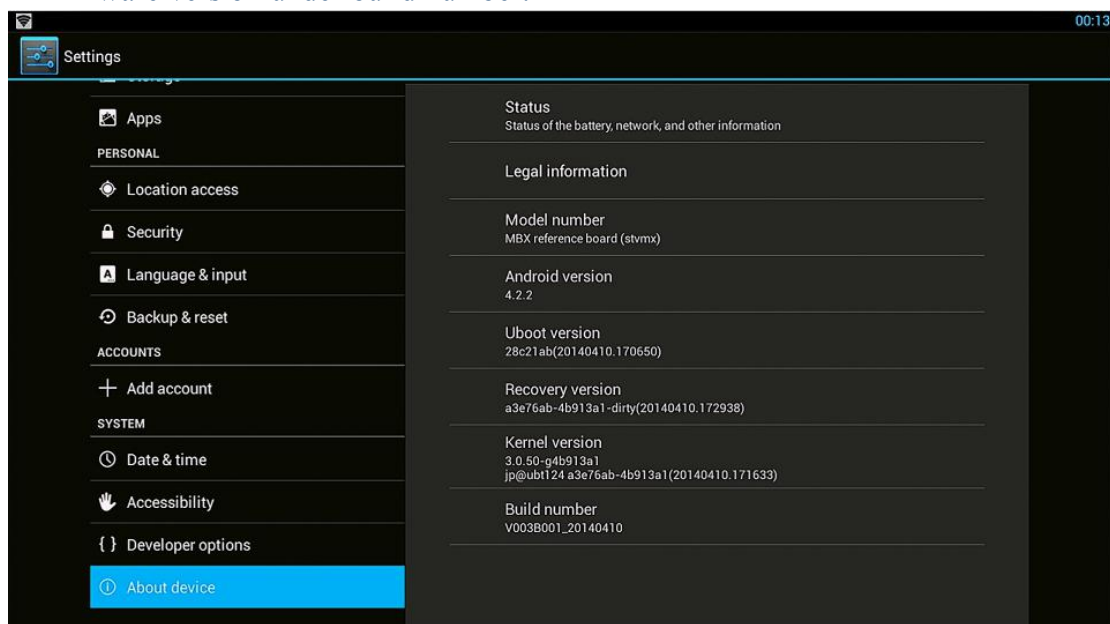 00:13
Settings
Storage
Apps
PERSONAL
Location access
Security
Language & input
Backup & reset
ACCOUNTS
Add account
SYSTEM
Date & time
Accessibility
Developer options
About device
Status
Status of the battery, network, and other information
Legal information
Model number
MBX reference board (stvmx)
Android version
4.2.2
Uboot version
28c21ab(20140410.170650)
Recovery version
a3e76ab-4b913a1-dirty(20140410.172938)
Kernel version
3.0.50-g4b913a1
jp@ubt124 a3e76ab-4b913a1(20140410.171633)
Build number
V003B001_20140410